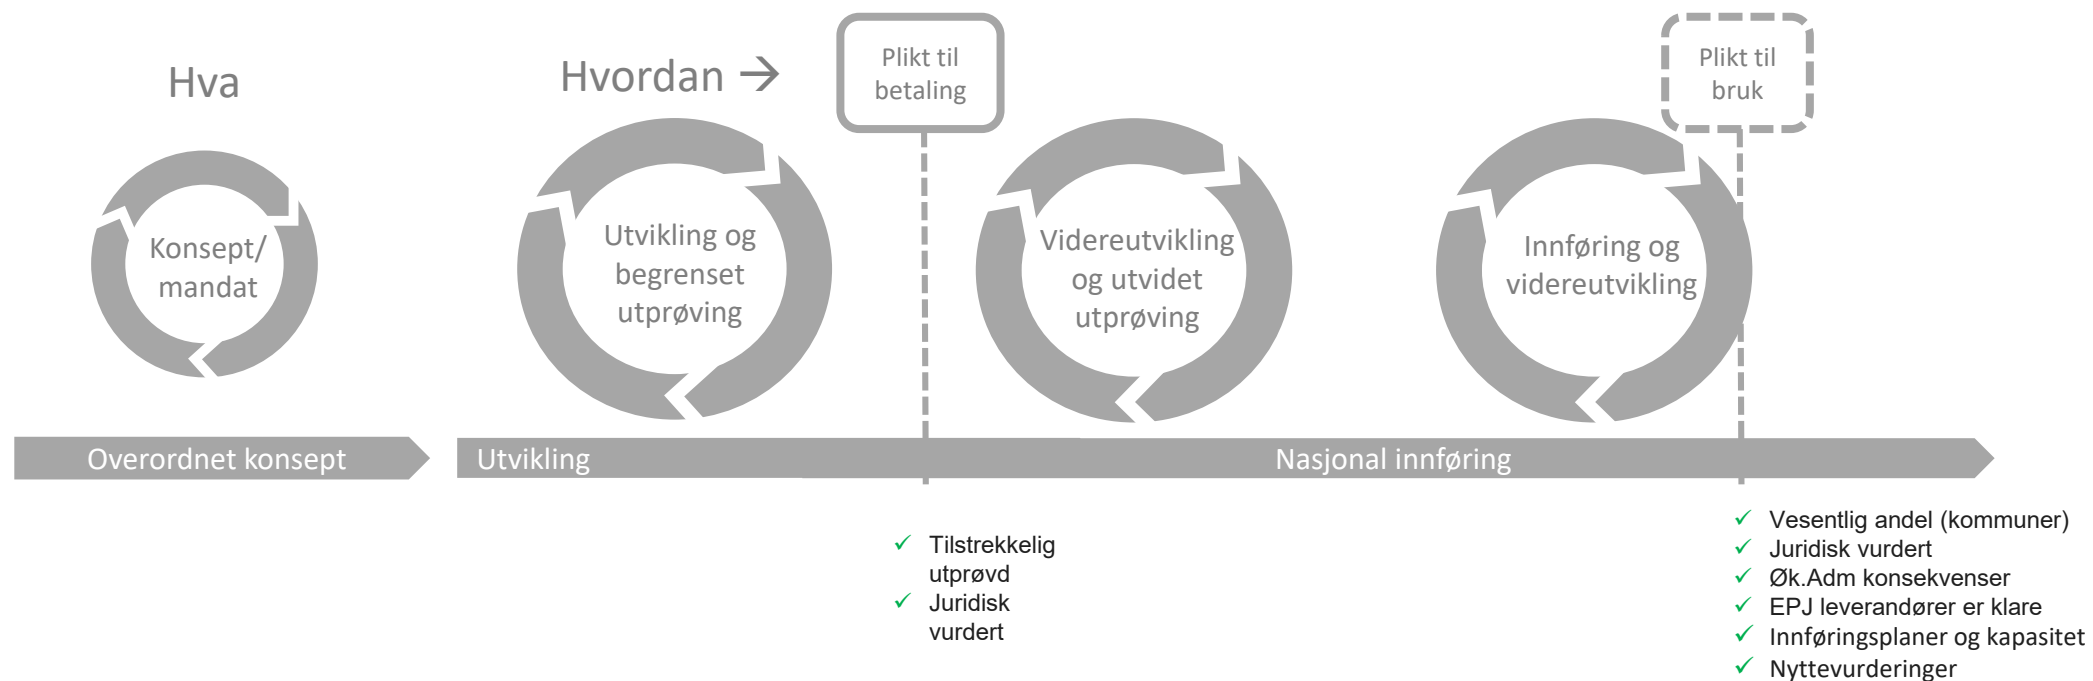 Hva
Hvordan →
Plikt til
betaling
Plikt til
bruk
Konsept/
mandat
Utvikling og
begrenset
utprøving
Videreutvikling
og utvidet
utprøving
Innføring og
videreutvikling
Overordnet konsept
Utvikling
Nasjonal innføring
✓ Tilstrekkelig
utprøvd
✓ Juridisk
vurdert
✓ Vesentlig andel (kommuner)
✓ Juridisk vurdert
✓ Øk.Adm konsekvenser
✓ EPJ leverandører er klare
✓ Innføringsplaner og kapasitet
✓ Nyttevurderinger